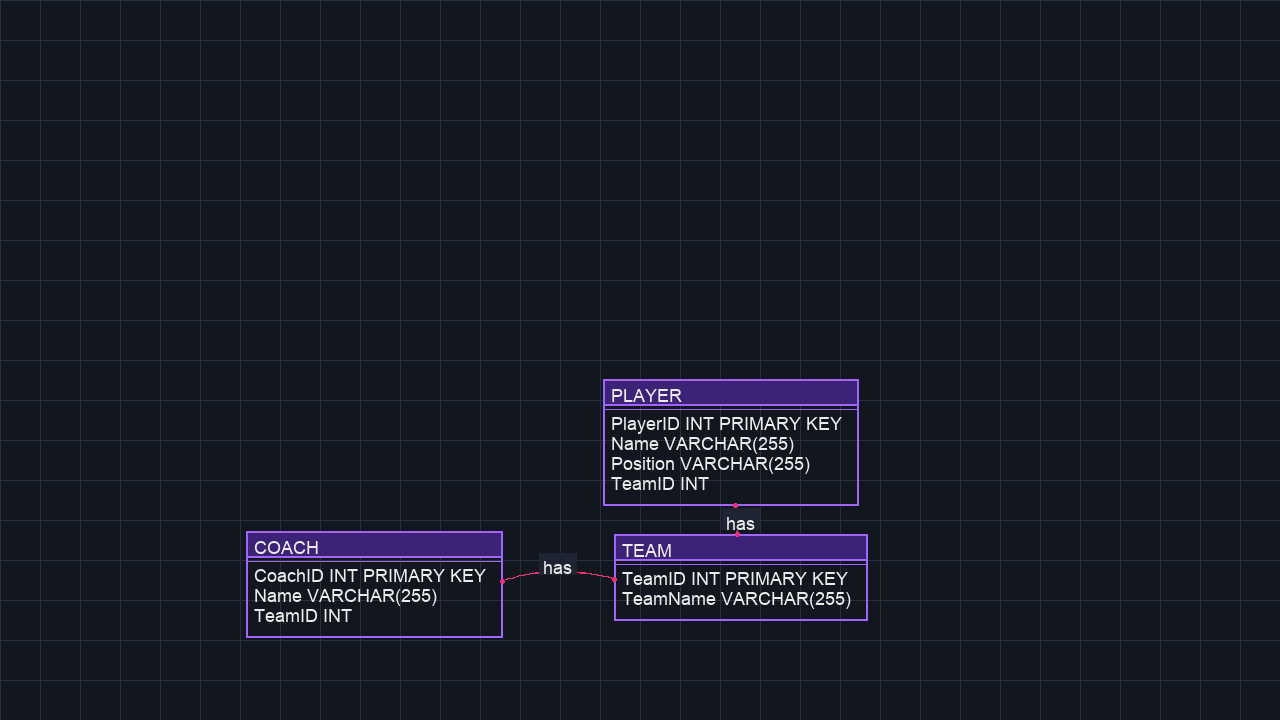 PLAYER
PlayerID INT PRIMARY KEY
Name VARCHAR(255)
Position VARCHAR(255)
TeamID INT
has
COACH
CoachID INT PRIMARY KEY
Name VARCHAR(255)
TeamID INT
has
TEAM
TeamID INT PRIMARY KEY
TeamName VARCHAR(255)